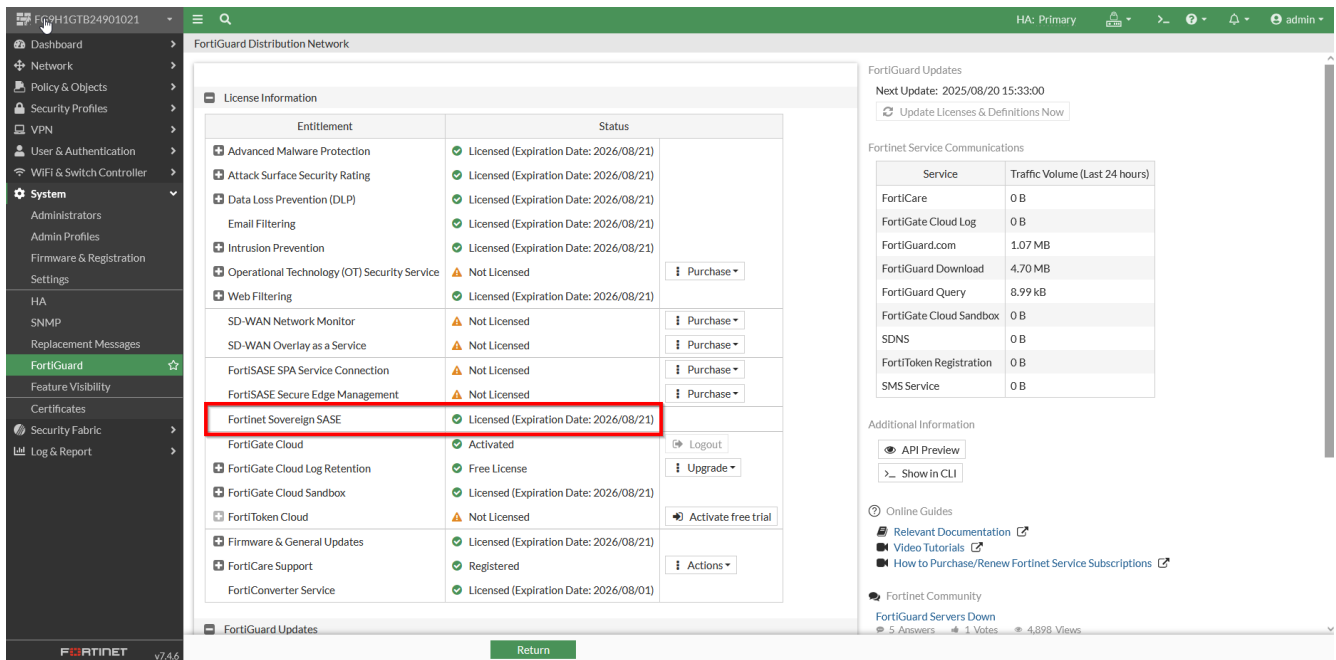 FG9H1GTB24901021
HA: Primary
admin
Dashboard
Network
Policy & Objects
Security Profiles
VPN
User & Authentication
WiFi & Switch Controller
System
Administrators
Admin Profiles
Firmware & Registration
Settings
HA
SNMP
Replacement Messages
FortiGuard
Feature Visibility
Certificates
Security Fabric
Log & Report
FORTINET
v7.4.6
FortiGuard Distribution Network
License Information
Entitlement Status
Advanced Malware Protection Licensed (Expiration Date: 2026/08/21)
Attack Surface Security Rating Licensed (Expiration Date: 2026/08/21)
Data Loss Prevention (DLP) Licensed (Expiration Date: 2026/08/21)
Email Filtering Licensed (Expiration Date: 2026/08/21)
Intrusion Prevention Licensed (Expiration Date: 2026/08/21)
Operational Technology (OT) Security Service Not Licensed Purchase
Web Filtering Licensed (Expiration Date: 2026/08/21)
SD-WAN Network Monitor Not Licensed Purchase
SD-WAN Overlay as a Service Not Licensed Purchase
FortiSASE SPA Service Connection Not Licensed Purchase
FortiSASE Secure Edge Management Not Licensed Purchase
Fortinet Sovereign SASE Licensed (Expiration Date: 2026/08/21)
FortiGate Cloud Activated Logout
FortiGate Cloud Log Retention Free License Upgrade
FortiGate Cloud Sandbox Licensed (Expiration Date: 2026/08/21)
FortiToken Cloud Not Licensed Activate free trial
Firmware & General Updates Licensed (Expiration Date: 2026/08/21)
FortiCare Support Registered Actions
FortiConverter Service Licensed (Expiration Date: 2026/08/01)
FortiGuard Updates
Return
FortiGuard Updates
Next Update: 2025/08/20 15:33:00
Update Licenses & Definitions Now
Fortinet Service Communications
Service Traffic Volume (Last 24 hours)
FortiCare 0 B
FortiGate Cloud Log 0 B
FortiGuard.com 1.07 MB
FortiGuard Download 4.70 MB
FortiGuard Query 8.99 kB
FortiGate Cloud Sandbox 0 B
SDNS 0 B
FortiToken Registration 0 B
SMS Service 0 B
Additional Information
API Preview
>_ Show in CLI
Online Guides
Relevant Documentation
Video Tutorials
How to Purchase/Renew Fortinet Service Subscriptions
Fortinet Community
FortiGuard Servers Down
5 Answers 1 Votes 4,898 Views